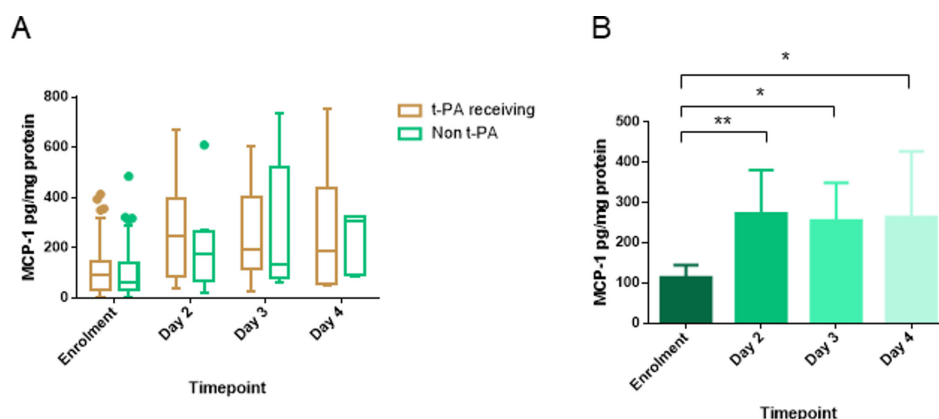 A
MCP-1 pg/mg protein
800
600
400
200
0
Enrolment
Day 2
Day 3
Day 4
Timepoint
t-PA receiving
Non t-PA
B
*
*
**
MCP-1 pg/mg protein
500
400
300
200
100
0
Enrolment
Day 2
Day 3
Day 4
Timepoint